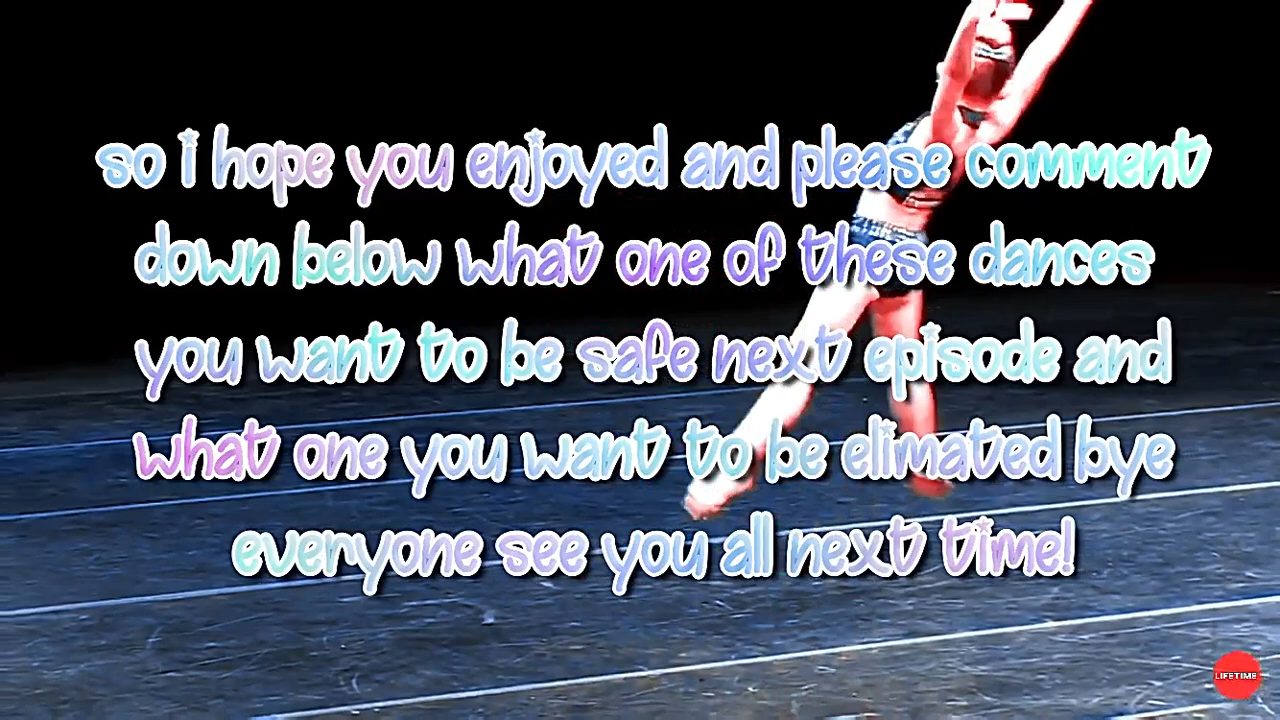 so i hope you enjoyed and please comment
down below what one of these dances
you want to be safe next episode and
what one you want to be elimated bye
everyone see you all next time!
LIFETIME